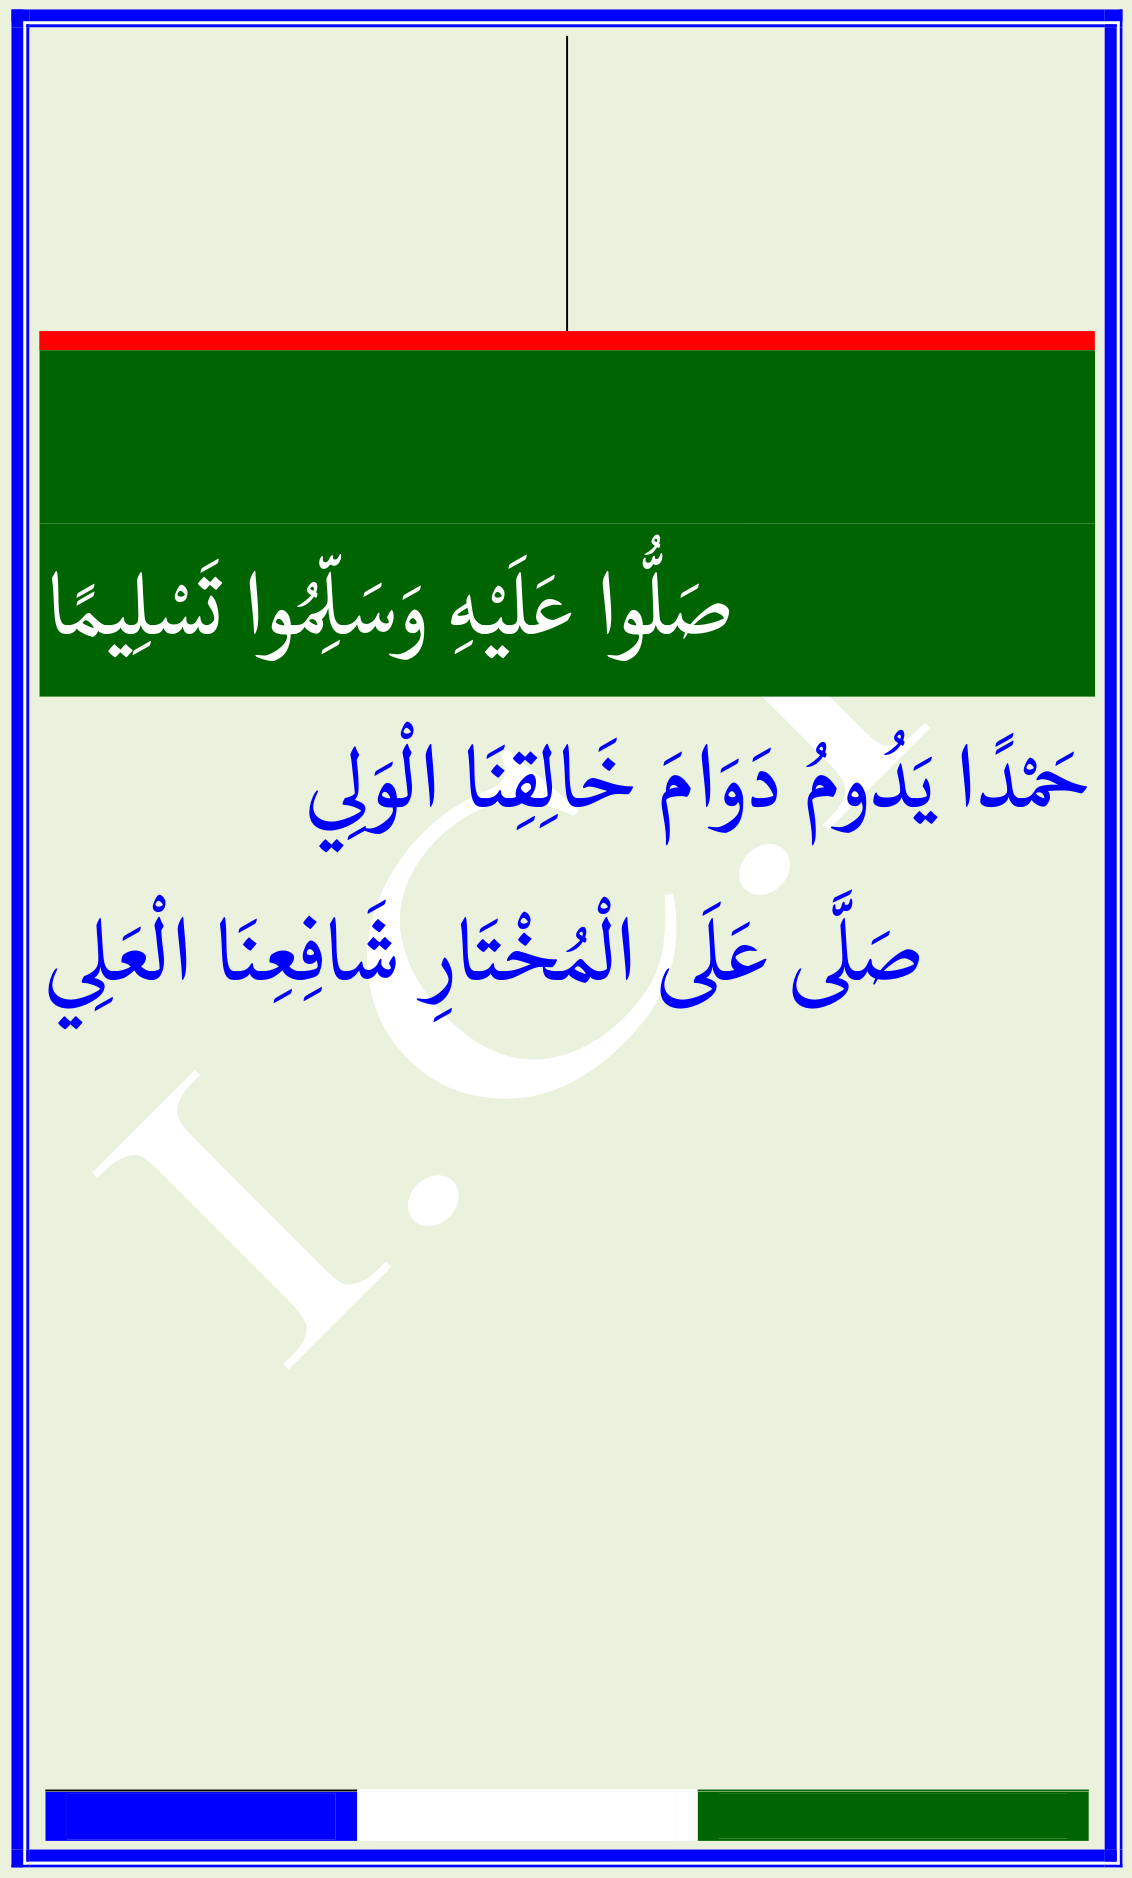 صَلُّوا عَلَيْهِ وَسَلِّمُوا تَسْلِيمًا
حَمْدًا يَدُومُ دَوَامَ خَالِقِنَا الْوَلِي
صَلَّى عَلَى الْمُخْتَارِ شَافِعِنَا الْعَلِي
I.C.I